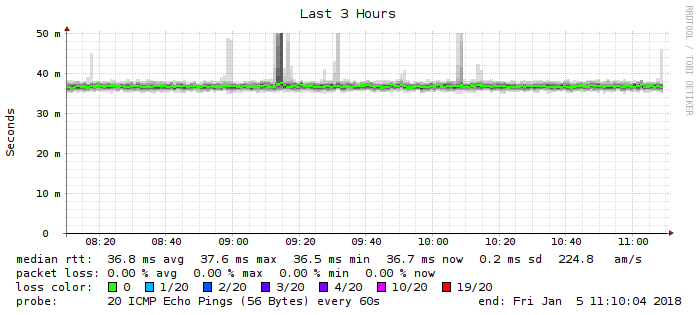 Last 3 Hours
RRDTOOL / TOBI OETIKER
Seconds
50 m
40 m
30 m
20 m
10 m
0
08:20 08:40 09:00 09:20 09:40 10:00 10:20 10:40 11:00
median rtt: 36.8 ms avg 37.6 ms max 36.5 ms min 36.7 ms now 0.2 ms sd 224.8 am/s
packet loss: 0.00 % avg 0.00 % max 0.00 % min 0.00 % now
loss color: 0 1/20 2/20 3/20 4/20 10/20 19/20
probe: 20 ICMP Echo Pings (56 Bytes) every 60s end: Fri Jan 5 11:10:04 2018